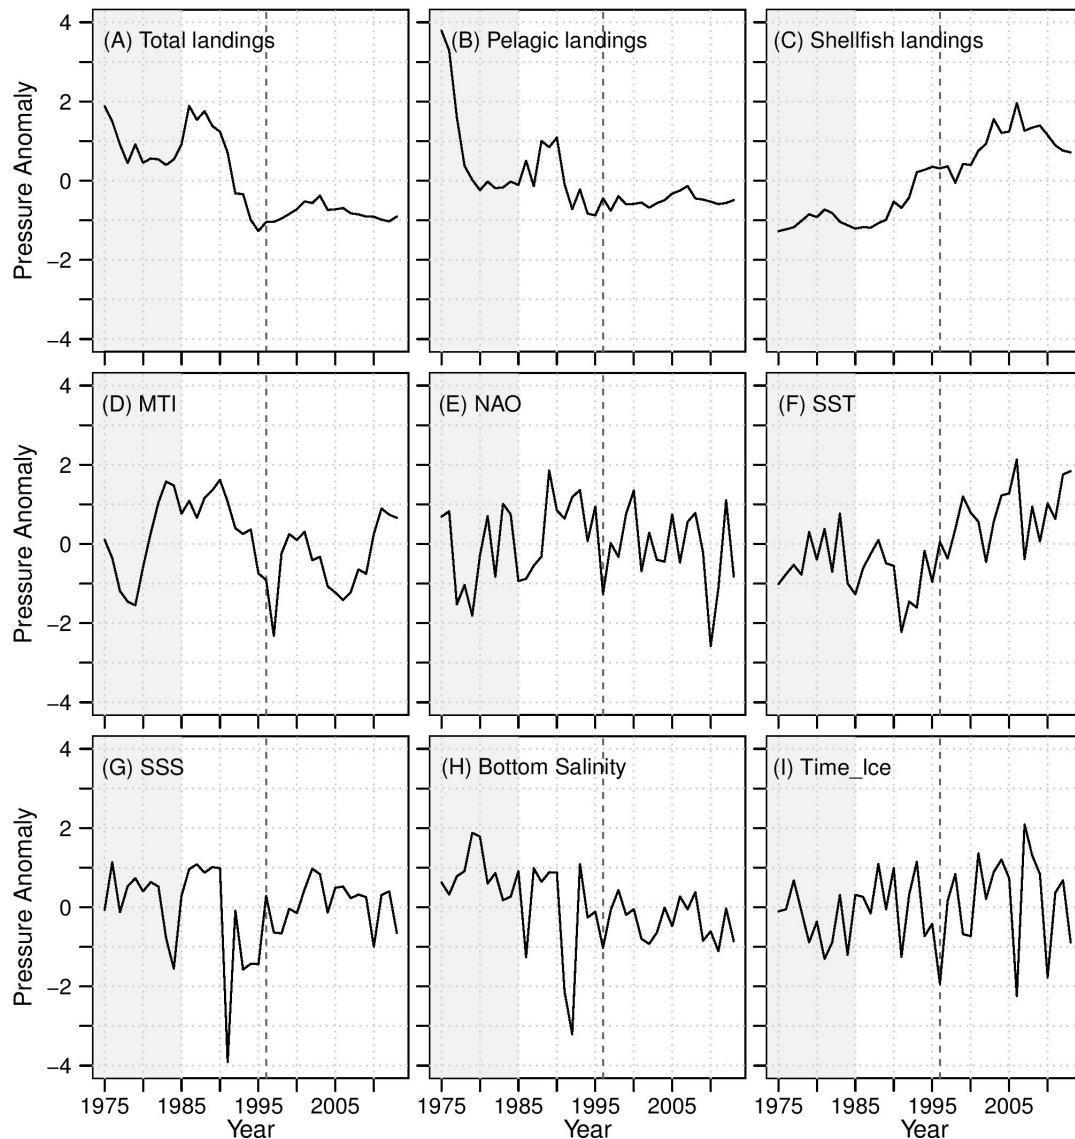 (A) Total landings
(B) Pelagic landings
(C) Shellfish landings
Pressure Anomaly
4
2
0
−2
−4
(D) MTI
(E) NAO
(F) SST
Pressure Anomaly
4
2
0
−2
−4
(G) SSS
(H) Bottom Salinity
(I) Time_Ice
Pressure Anomaly
4
2
0
−2
−4
1975 1985 1995 2005
1975 1985 1995 2005
1975 1985 1995 2005
Year
Year
Year